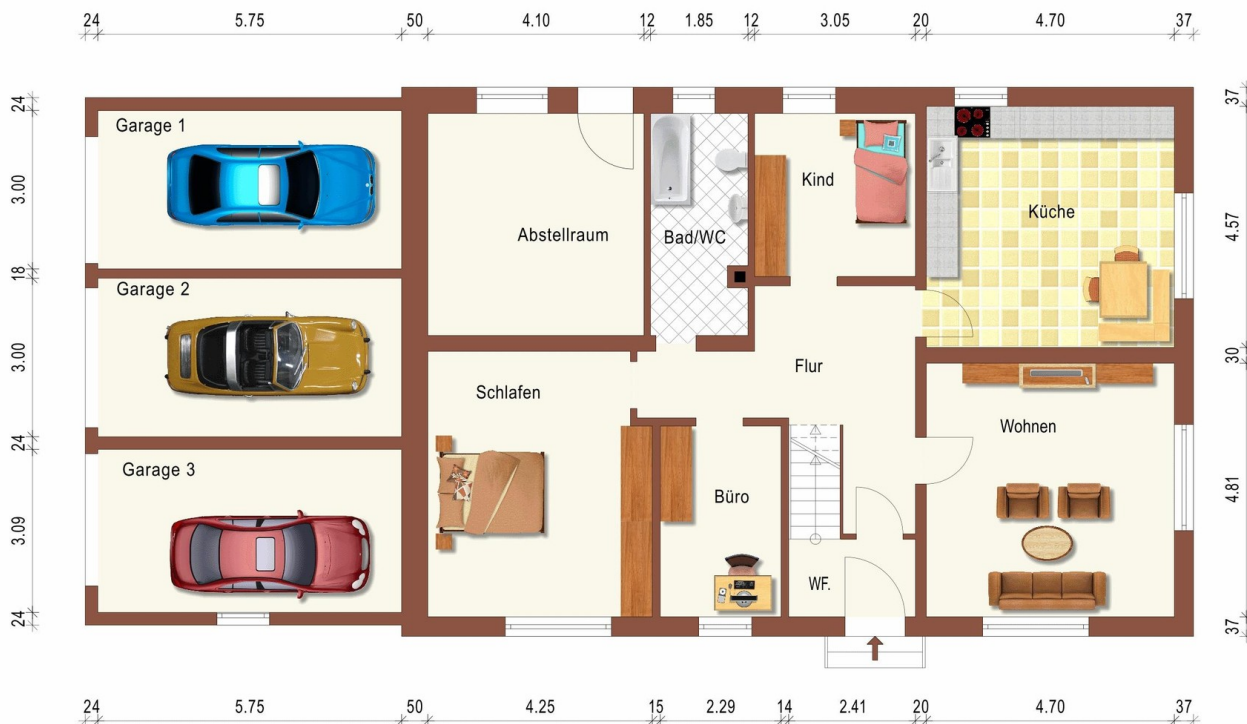 24 5.75 50 4.10 12 1.85 12 3.05 20 4.70 37
24
3.00
18
3.00
24
3.09
24
Garage 1
Garage 2
Garage 3
Abstellraum
Bad/WC
Kind
Küche
Schlafen
Flur
Wohnen
Büro
WF.
37
4.57
30
4.81
37
24 5.75 50 4.25 15 2.29 14 2.41 20 4.70 37